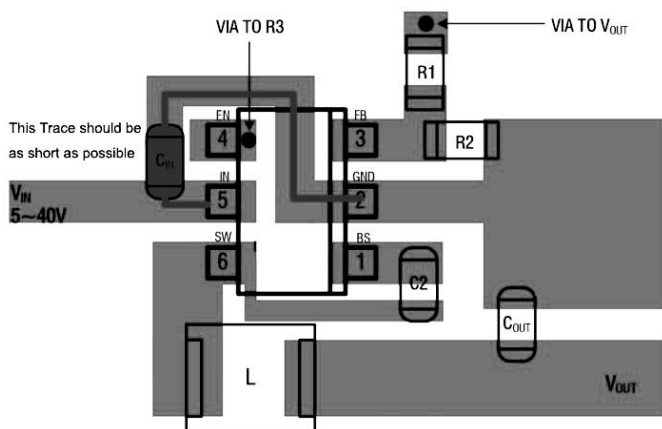 VIA TO R3
VIA TO VOUT
R1
EN
FB
This Trace should be
as short as possible
CIN
4
3
R2
IN
GND
VIN
5~40V
5
2
SW
BS
6
1
C2
COUT
L
VOUT